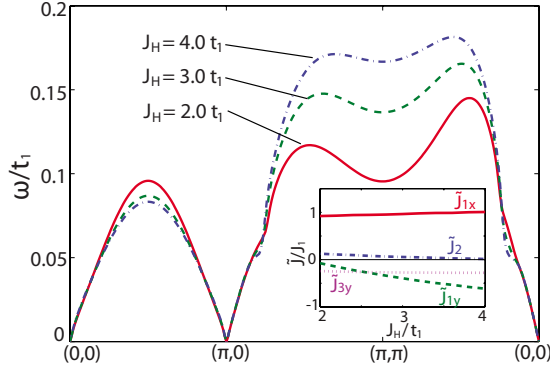 0.2
J_H = 4.0 t_1
J_H = 3.0 t_1
J_H = 2.0 t_1
0.15
0.1
0.05
0
ω/t_1
(0,0) (π,0) (π,π) (0,0)
J̃_1x
J̃_2
J̃_3y
J̃_1y
J̃/J_1
1
0
-1
2 3 4
J_H/t_1